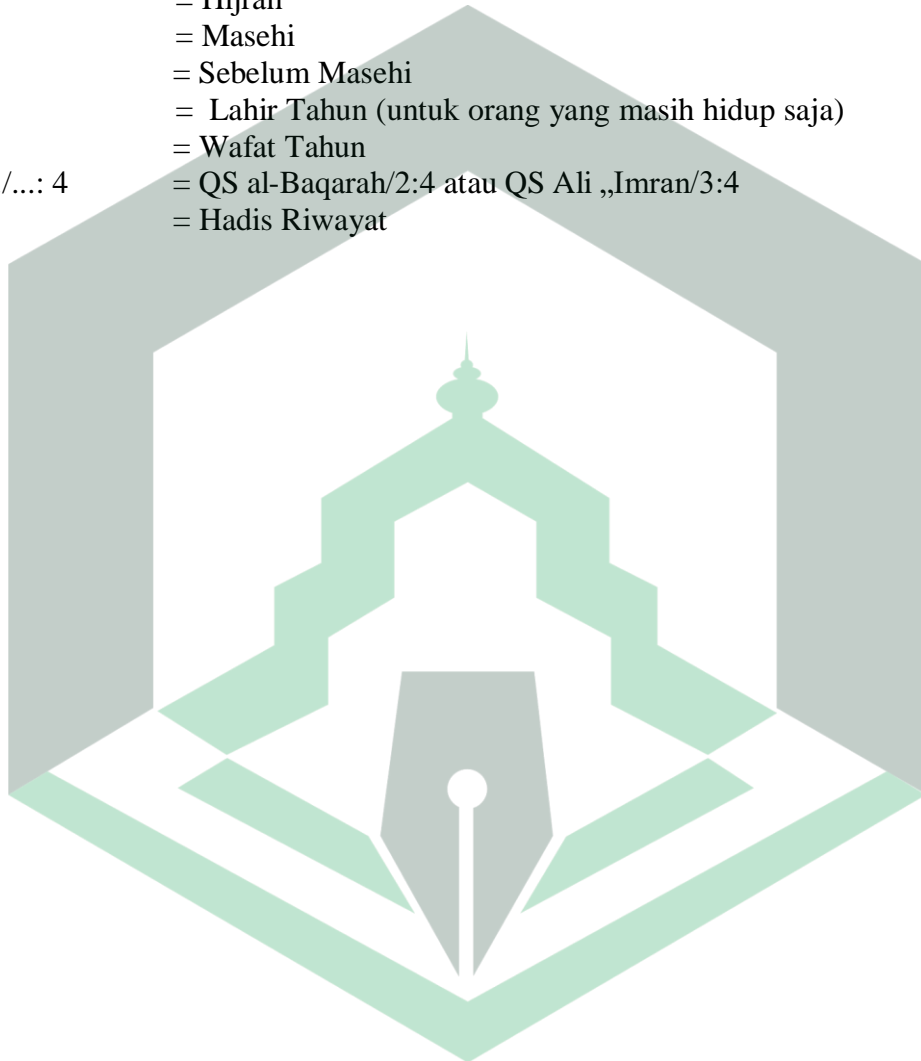 = Hijrah
= Masehi
= Sebelum Masehi
= Lahir Tahun (untuk orang yang masih hidup saja)
= Wafat Tahun
/...: 4 = QS al-Baqarah/2:4 atau QS Ali „Imran/3:4
= Hadis Riwayat